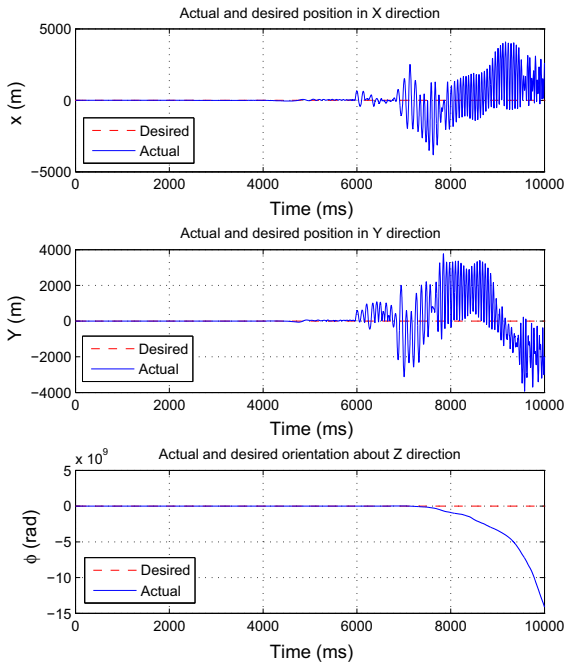 Actual and desired position in X direction
5000
0
−5000
x (m)
Desired
Actual
0 2000 4000 6000 8000 10000
Time (ms)
Actual and desired position in Y direction
4000
2000
0
−2000
−4000
Y (m)
Desired
Actual
0 2000 4000 6000 8000 10000
Time (ms)
x 10⁹
Actual and desired orientation about Z direction
5
0
−5
−10
−15
ϕ (rad)
Desired
Actual
0 2000 4000 6000 8000 10000
Time (ms)